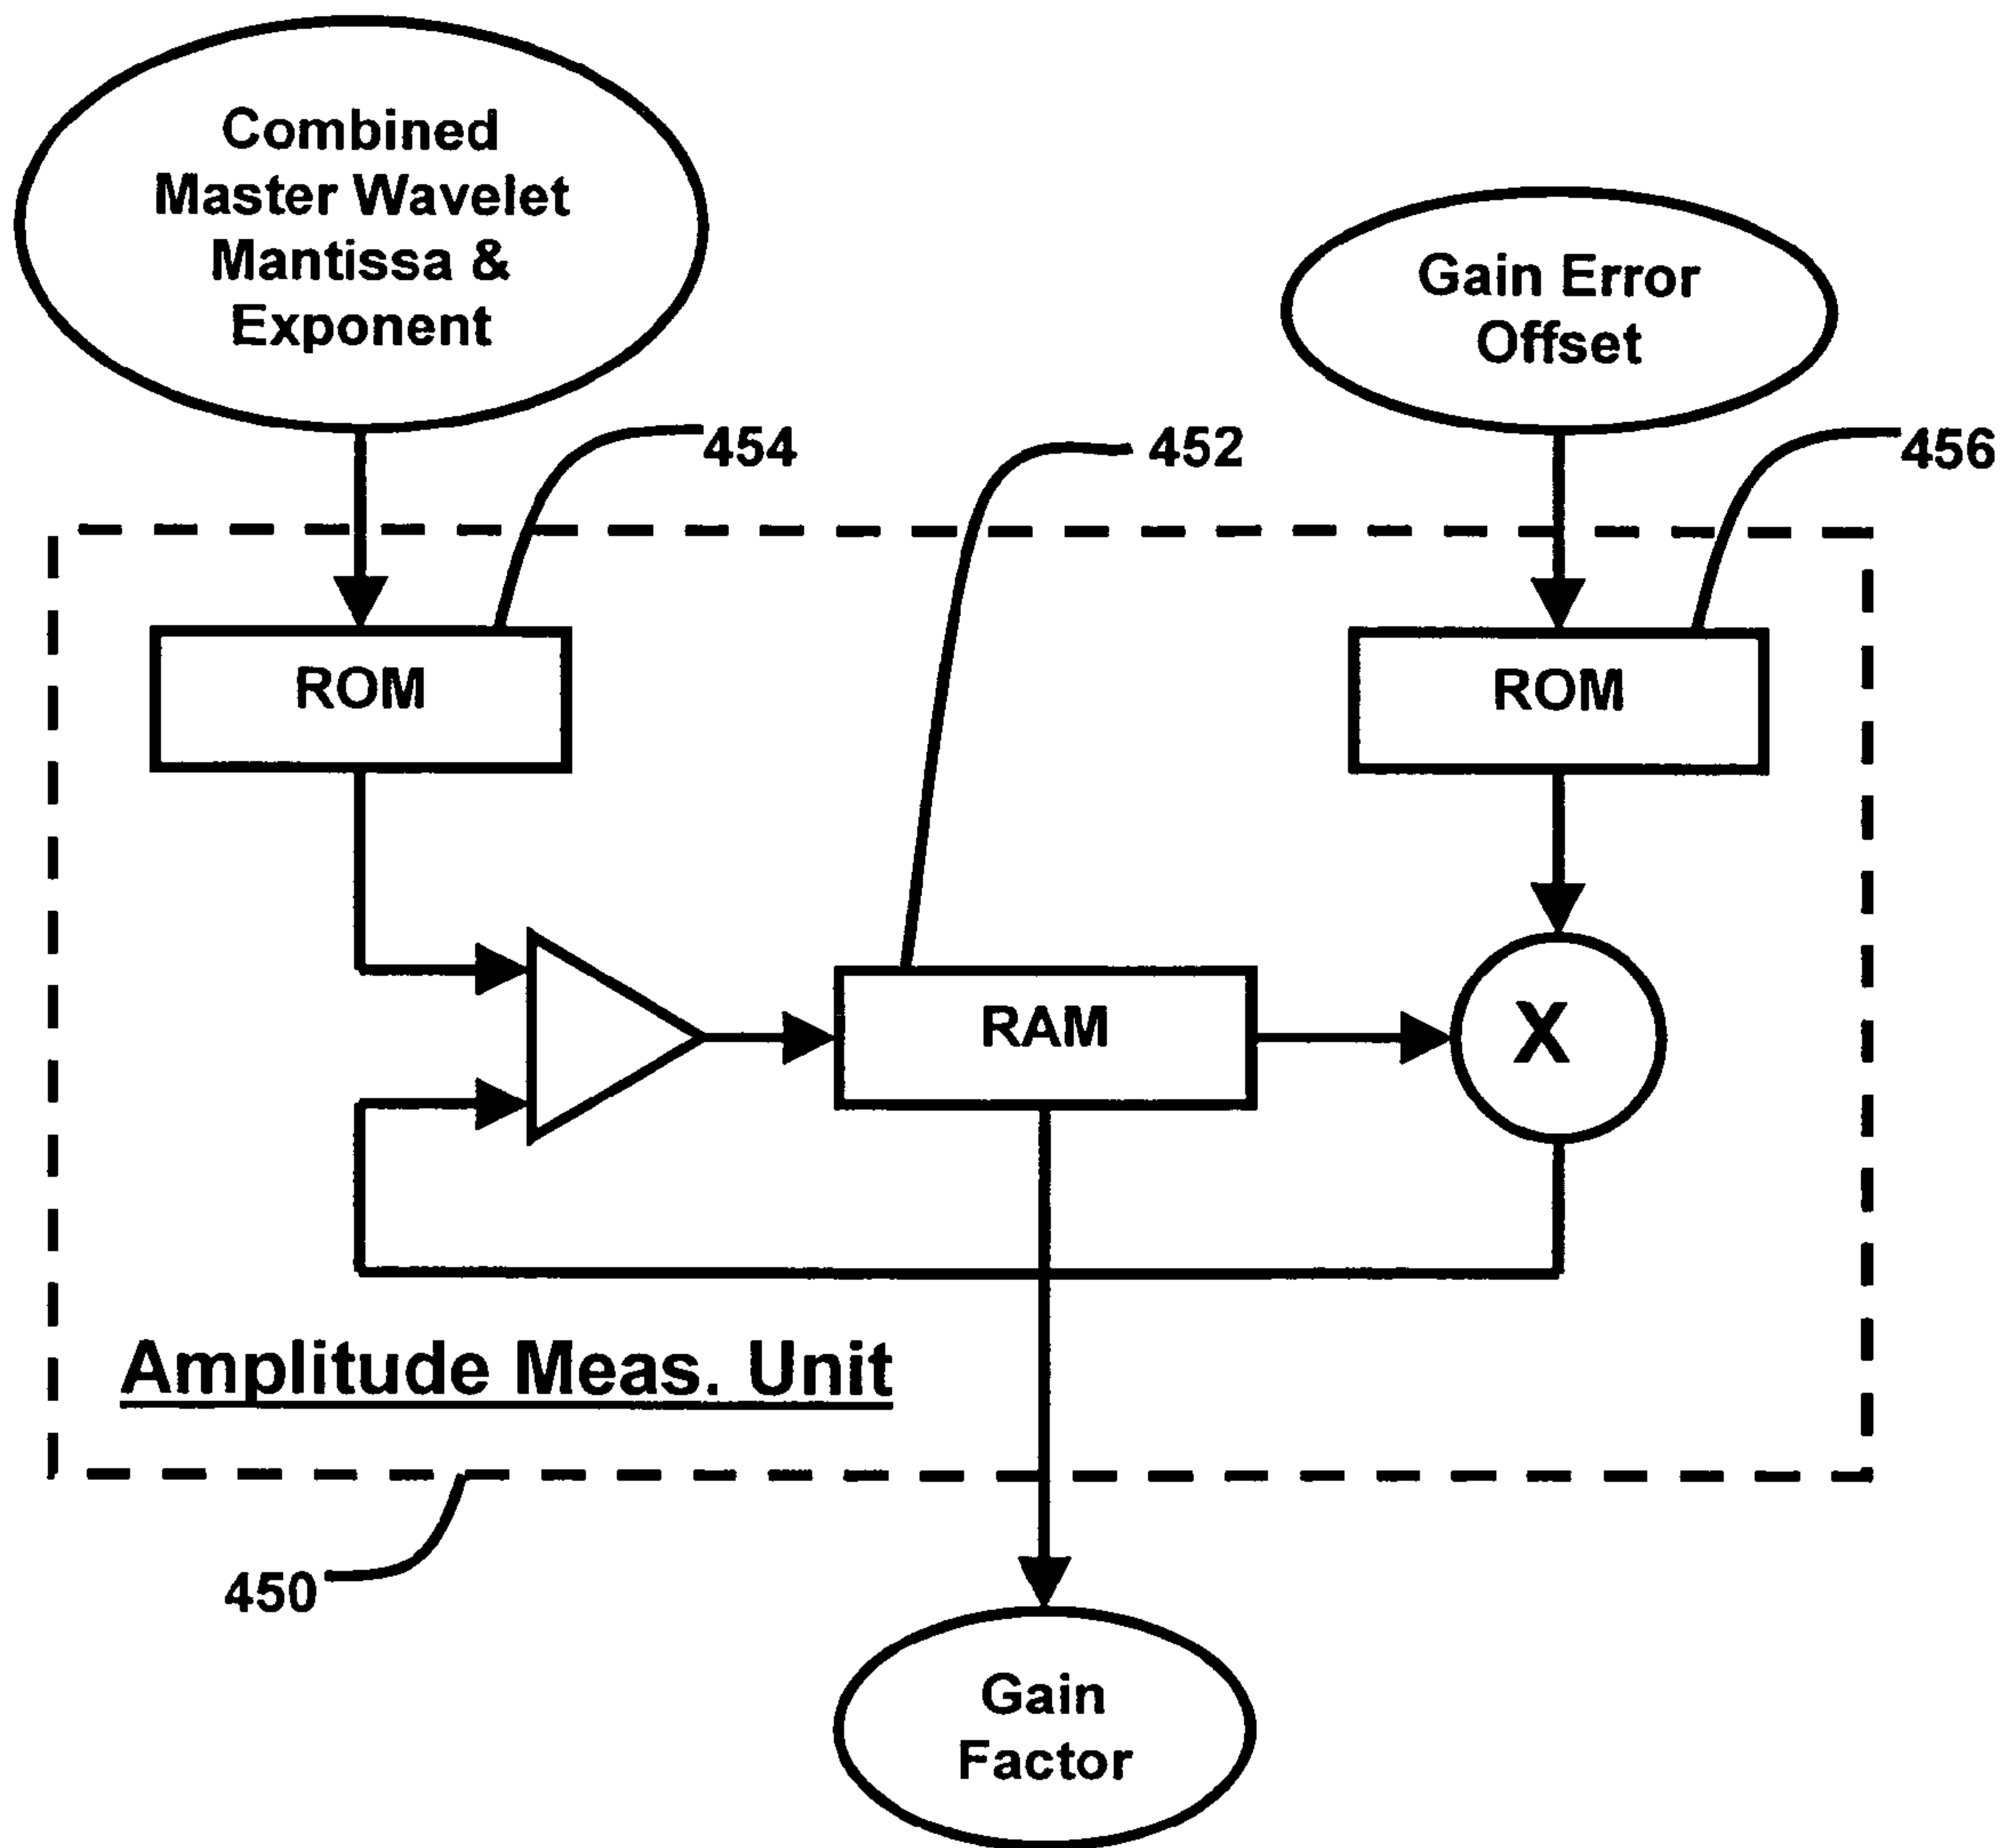 Combined
Master Wavelet
Mantissa &
Exponent
Gain Error
Offset
454
452
456
ROM
ROM
RAM
X
Amplitude Meas. Unit
450
Gain
Factor